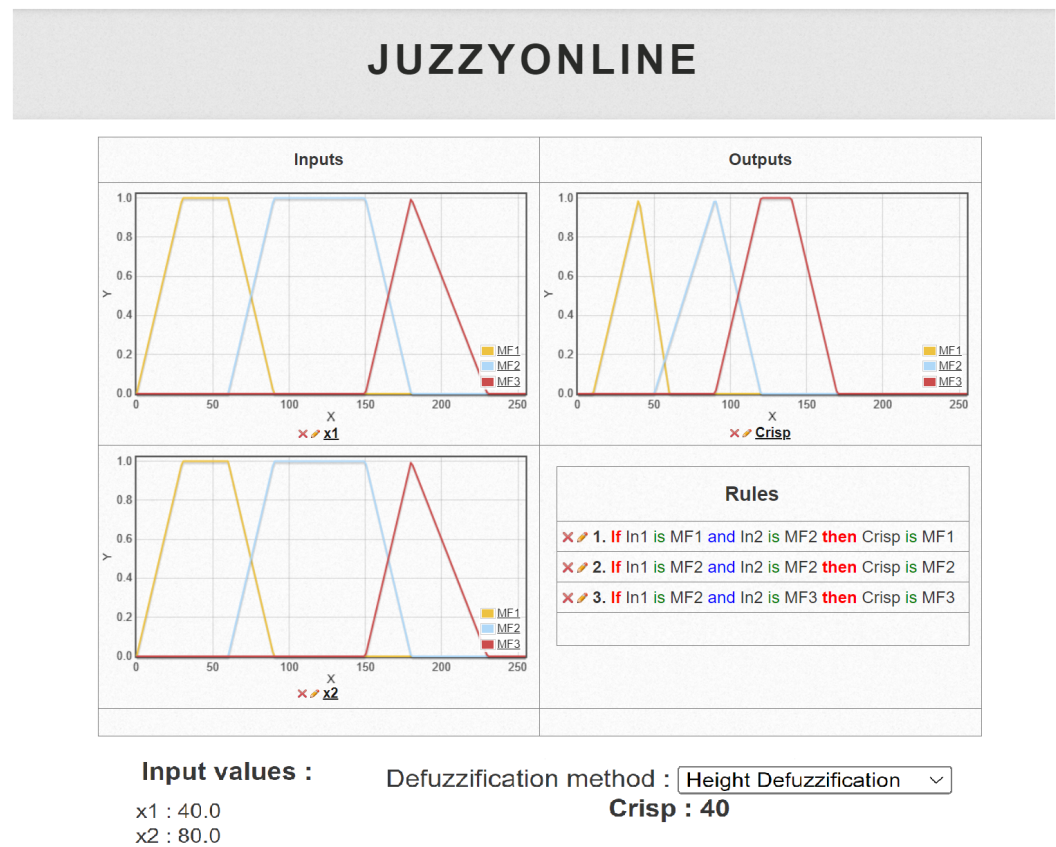 JUZZYONLINE
Inputs
Outputs
1.0
0.8
0.6
0.4
0.2
0.0
Y
0 50 100 150 200 250
X
MF1
MF2
MF3
x1
1.0
0.8
0.6
0.4
0.2
0.0
Y
0 50 100 150 200 250
X
MF1
MF2
MF3
Crisp
1.0
0.8
0.6
0.4
0.2
0.0
Y
0 50 100 150 200 250
X
MF1
MF2
MF3
x2
Rules
1. If In1 is MF1 and In2 is MF2 then Crisp is MF1
2. If In1 is MF2 and In2 is MF2 then Crisp is MF2
3. If In1 is MF2 and In2 is MF3 then Crisp is MF3
Input values :
x1 : 40.0
x2 : 80.0
Defuzzification method : Height Defuzzification
Crisp : 40